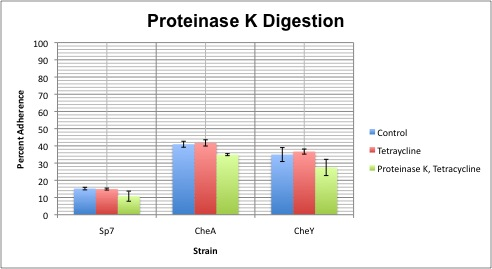 Proteinase K Digestion
100
90
80
70
60
50
40
30
20
10
0
Percent Adherence
Sp7 CheA CheY
Strain
Control
Tetraycline
Proteinase K, Tetracycline